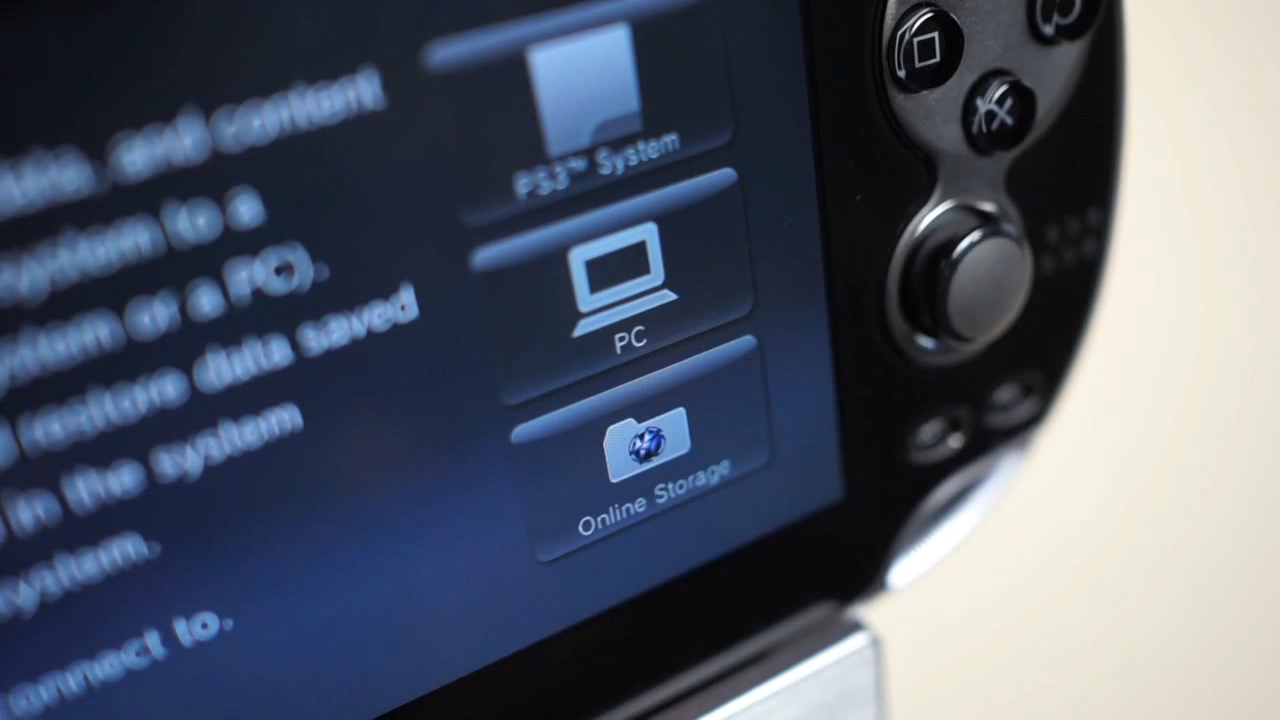 data, and content
system to a
system or a PC).
restore data saved
in the system
system.
connect to.
PS3™ System
PC
Online Storage